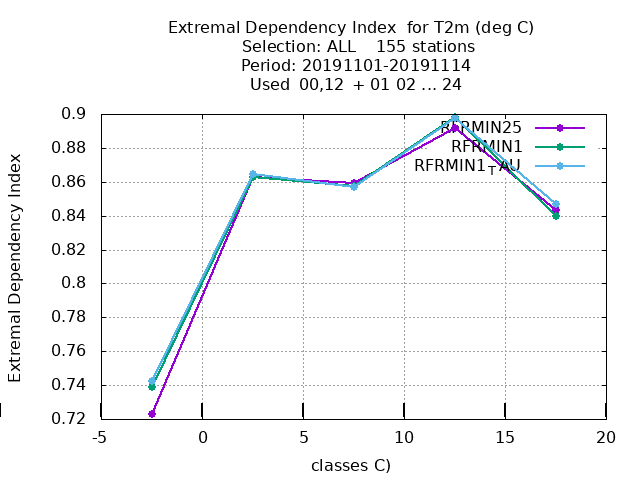 Extremal Dependency Index  for T2m (deg C)
Selection: ALL    155 stations
Period: 20191101-20191114
Used  00,12  + 01 02 ... 24
Extremal Dependency Index
0.9
0.88
0.86
0.84
0.82
0.8
0.78
0.76
0.74
0.72
RFRMIN25
RFRMIN1
RFRMIN1TAU
-5 0 5 10 15 20
classes C)